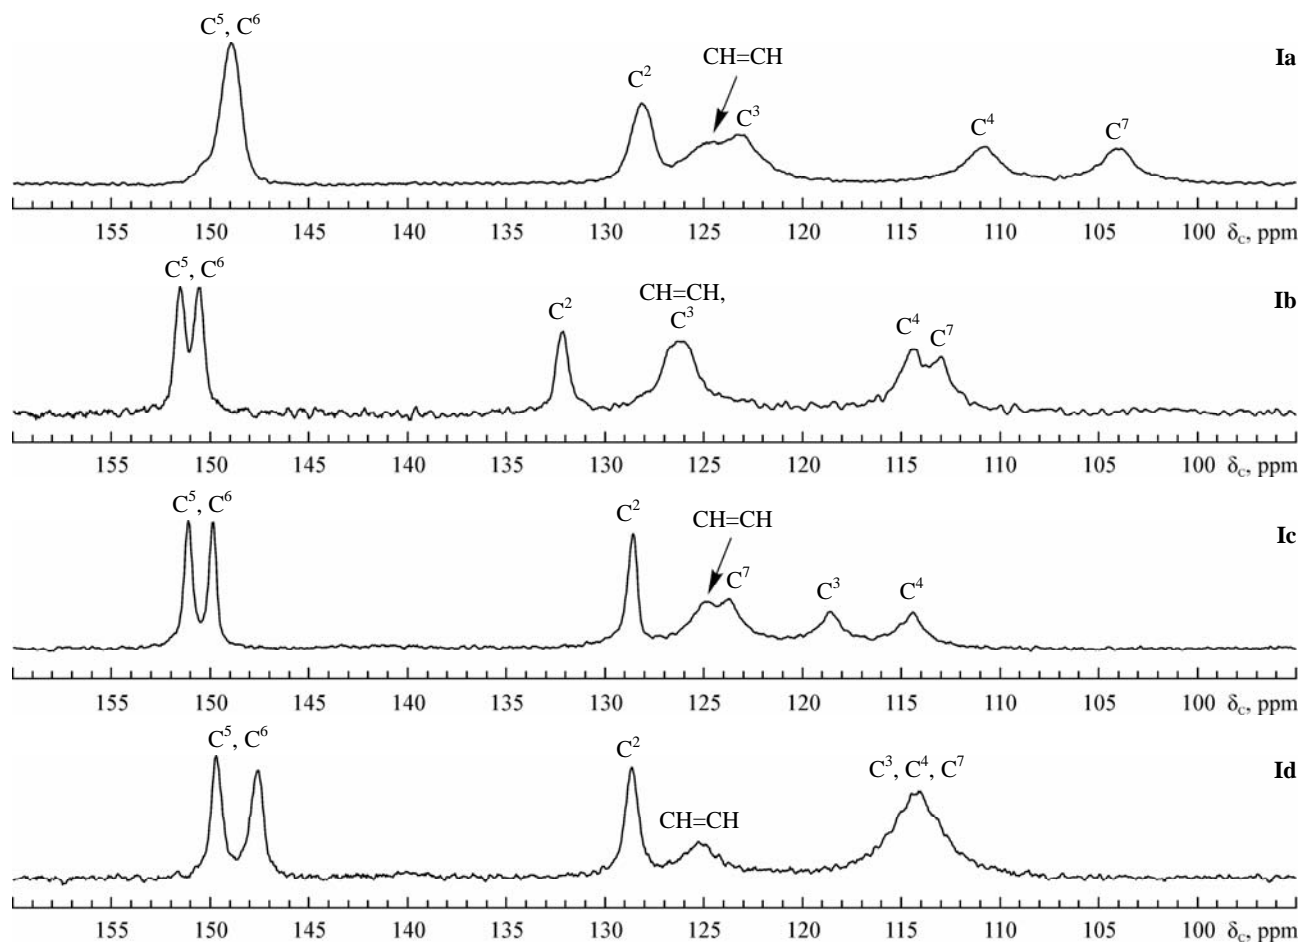 C⁵, C⁶
Ia
CH=CH
C²
C³
C⁴
C⁷
155 150 145 140 135 130 125 120 115 110 105 100 δc, ppm
C⁵, C⁶
CH=CH,
Ib
C²
C³
C⁴
C⁷
155 150 145 140 135 130 125 120 115 110 105 100 δc, ppm
C⁵, C⁶
C²
CH=CH
Ic
C⁷
C³
C⁴
155 150 145 140 135 130 125 120 115 110 105 100 δc, ppm
C⁵, C⁶
C²
C³, C⁴, C⁷
Id
CH=CH
155 150 145 140 135 130 125 120 115 110 105 100 δc, ppm